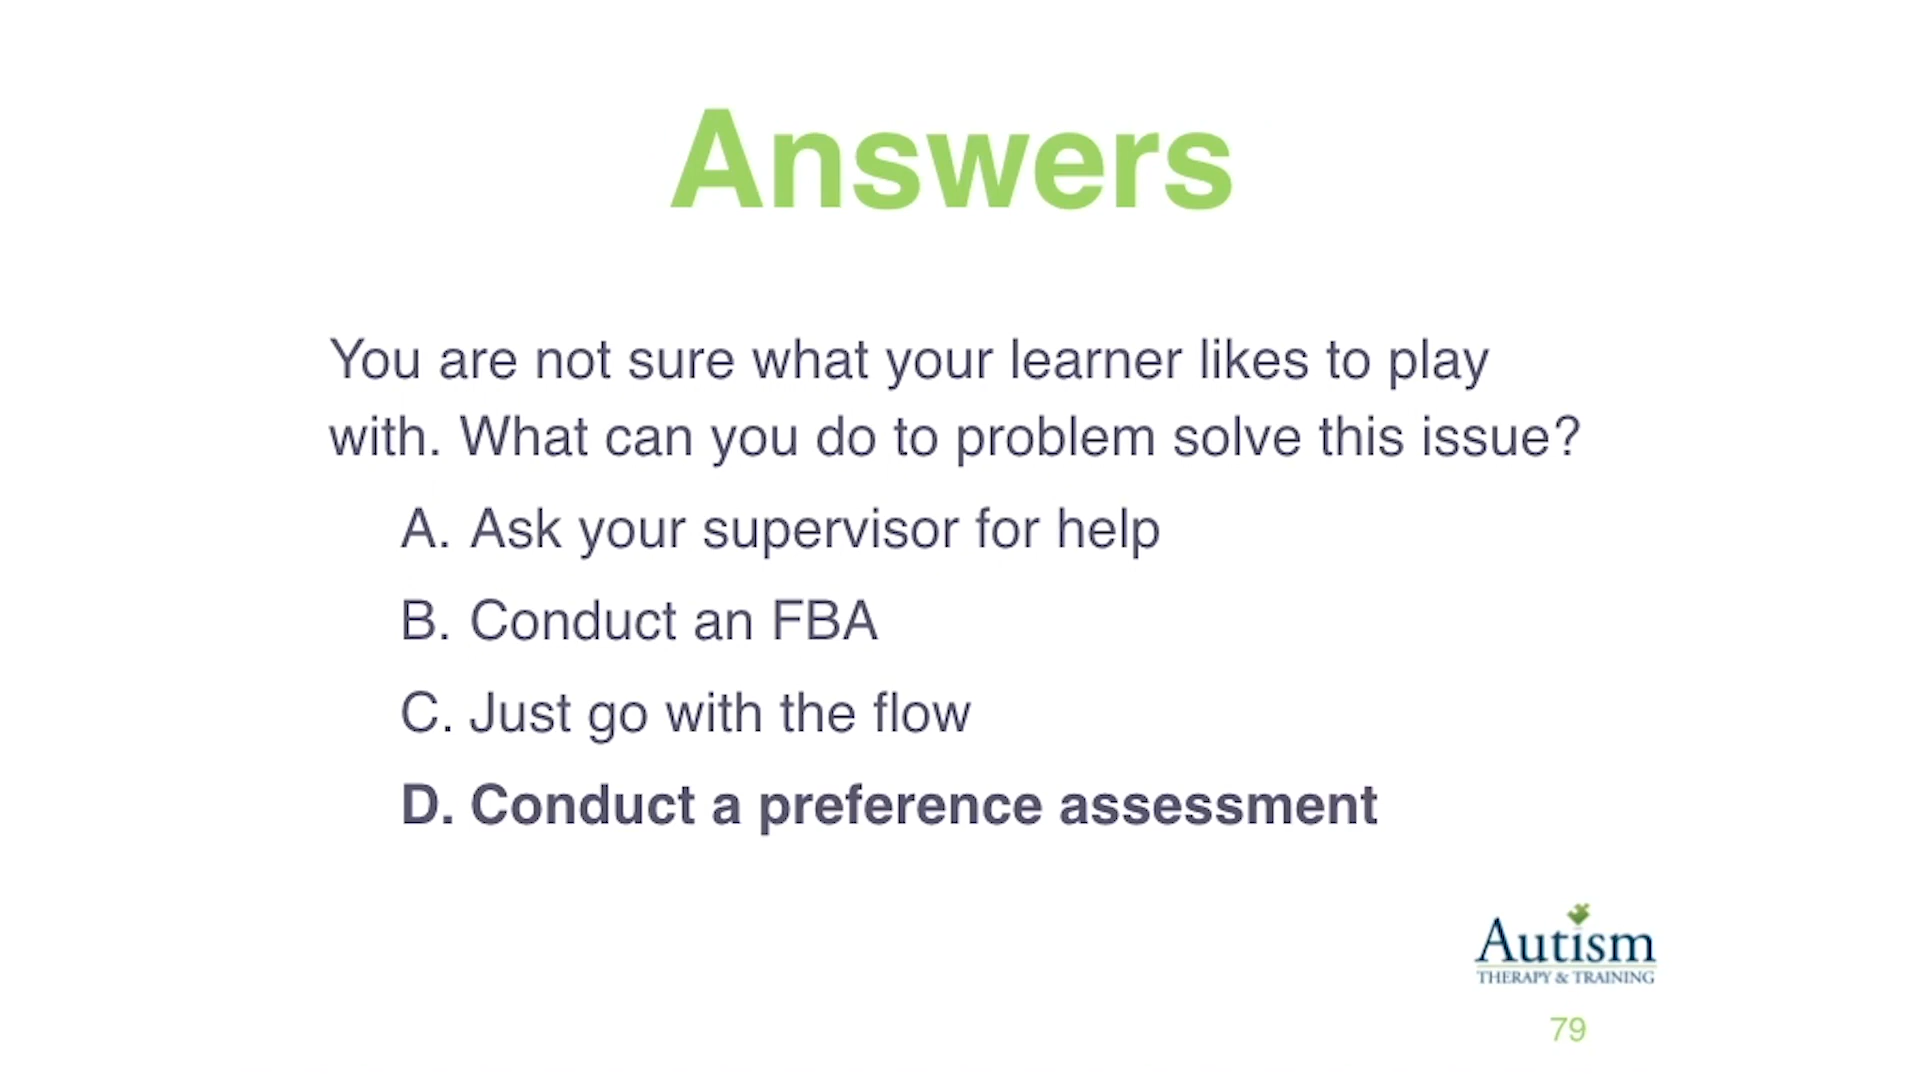 Answers
You are not sure what your learner likes to play
with. What can you do to problem solve this issue?
A. Ask your supervisor for help
B. Conduct an FBA
C. Just go with the flow
D. Conduct a preference assessment
Autism
THERAPY & TRAINING
79